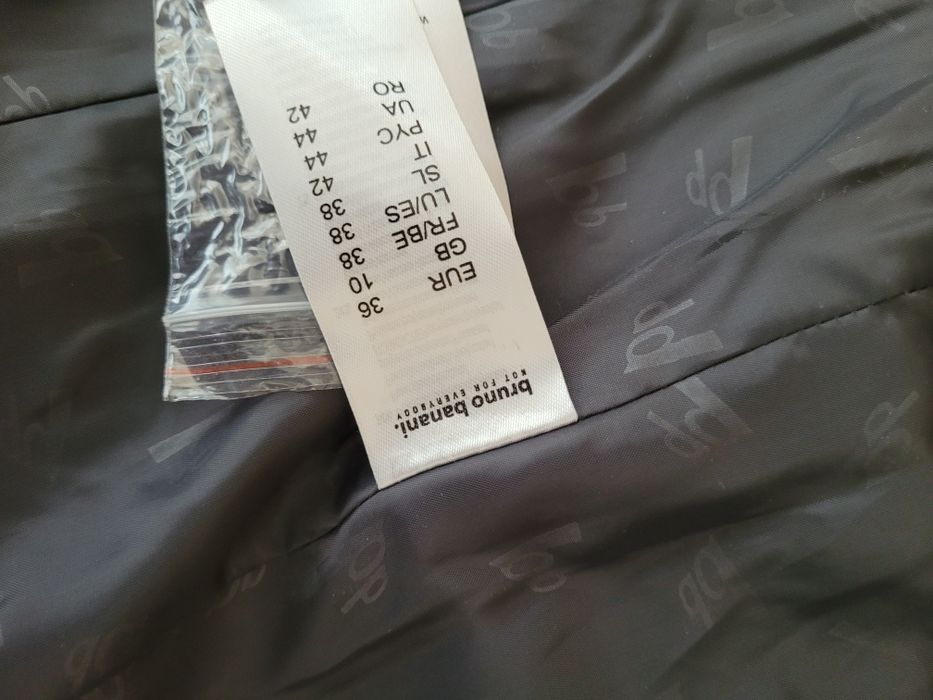 bruno banani.
NOT FOR EVERYBODY
EUR 36
GB 10
FR/BE 38
LU/ES 38
SL 38
IT 42
РУС 44
UA 44
RO 42